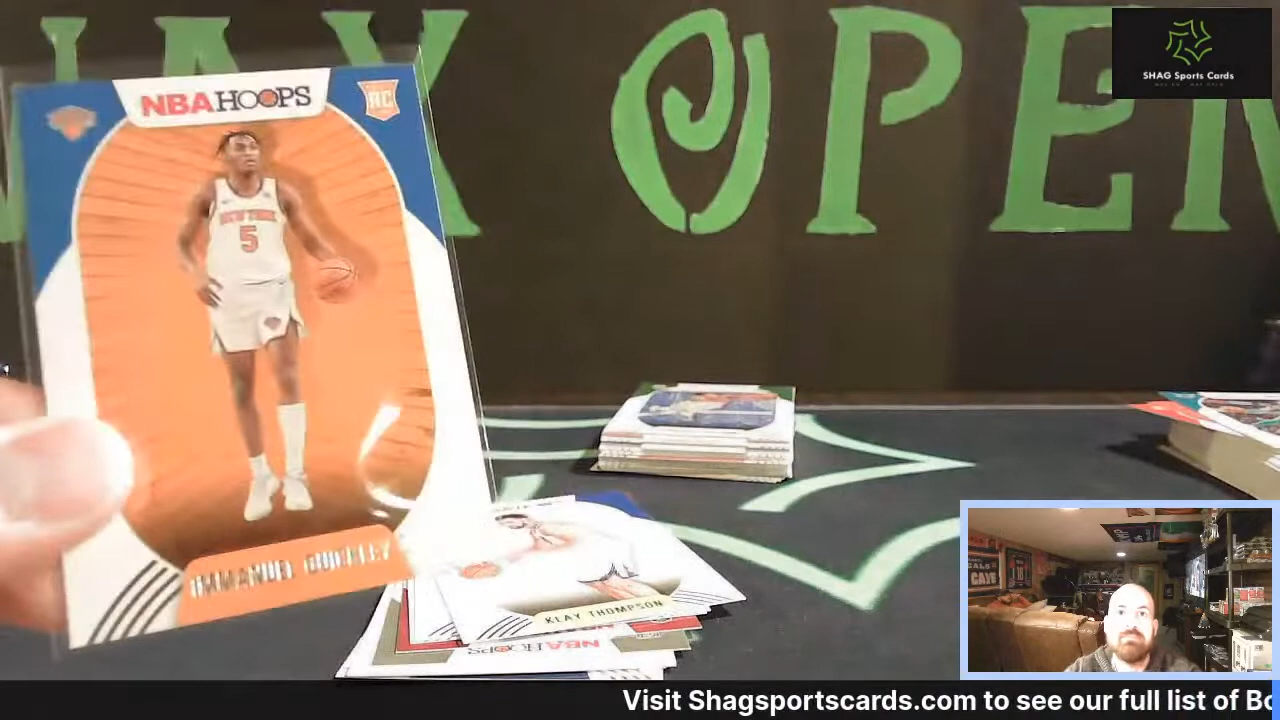 OPEN
SHAG Sports Cards
NBA HOOPS
RC
NEW YORK
5
IMMANUEL QUICKLEY
KLAY THOMPSON
NBA HOOPS
Visit Shagsportscards.com to see our full list of